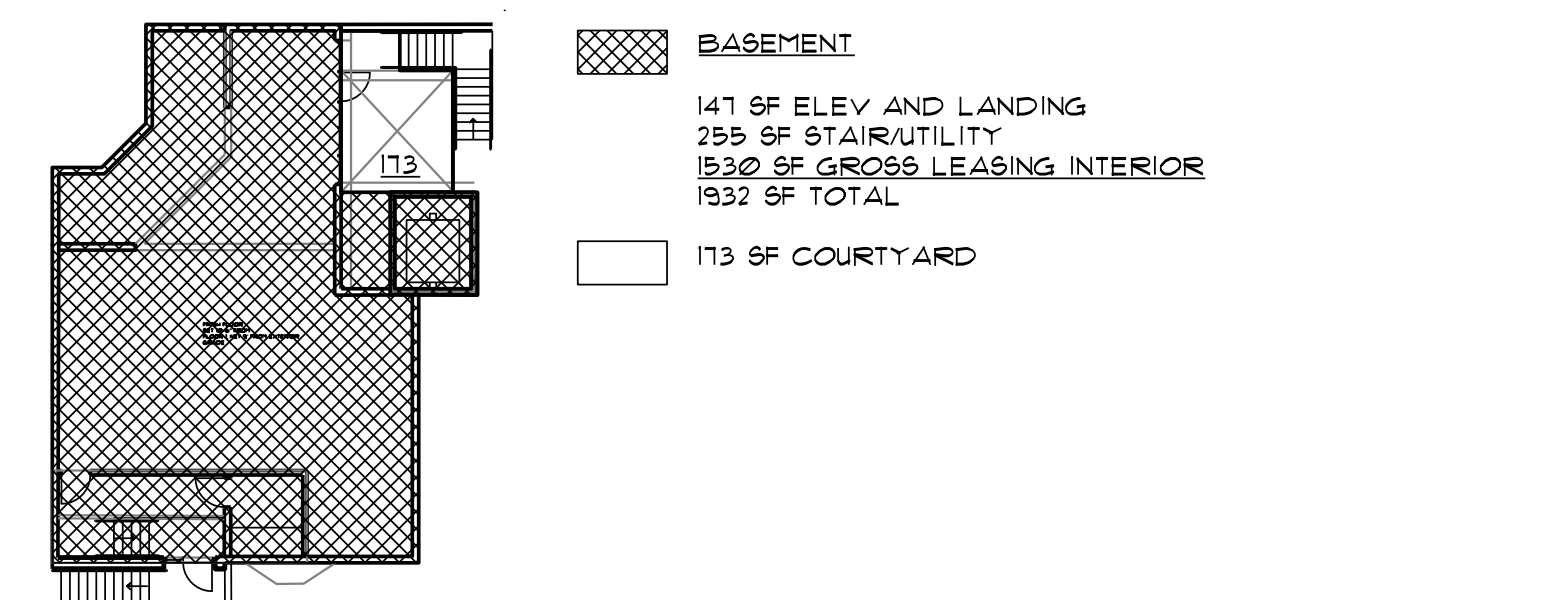 173
BASEMENT
147 SF ELEV AND LANDING
255 SF STAIR/UTILITY
1530 SF GROSS LEASING INTERIOR
1932 SF TOTAL
173 SF COURTYARD